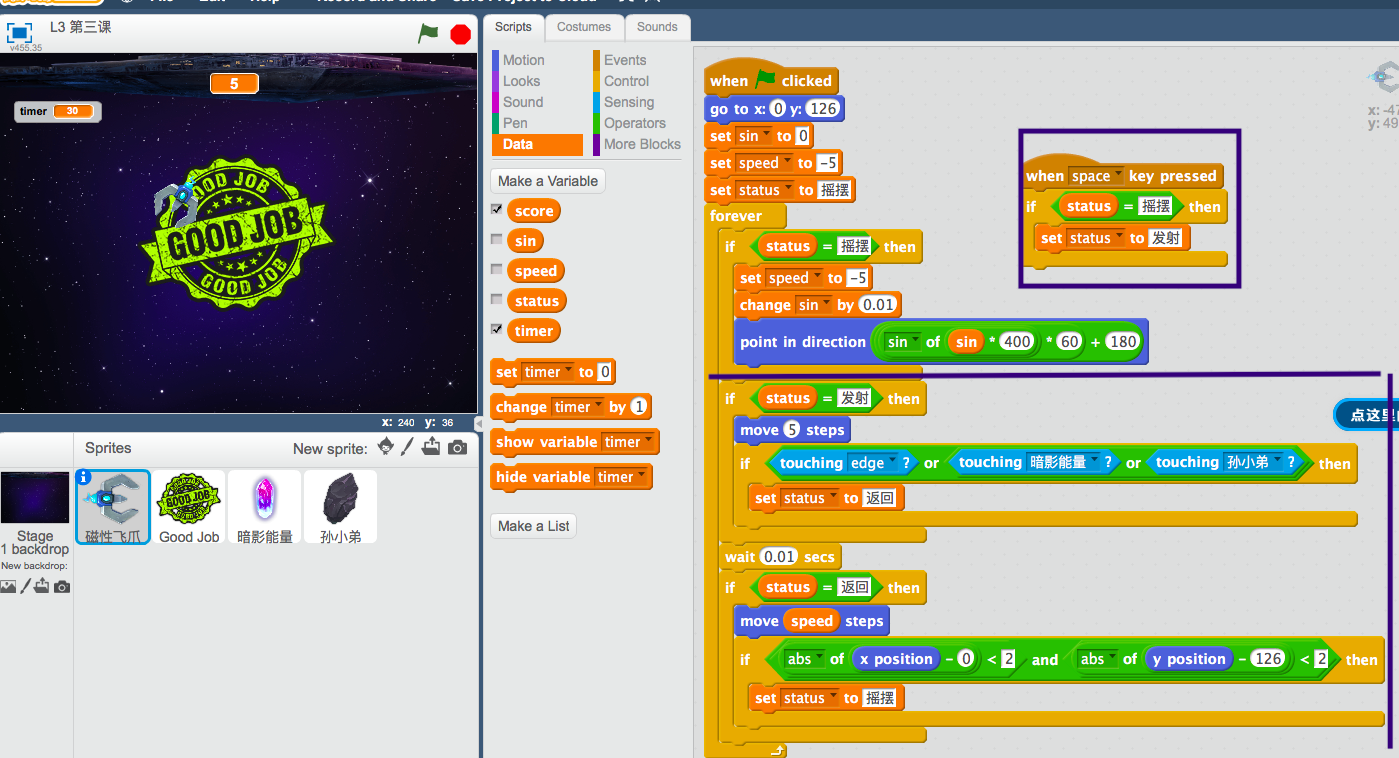 L3 第三课
v455.35
5
timer 30
GOOD JOB
GOOD JOB
GOOD JOB
x: 240 y: 36
Sprites
New sprite:
Stage
1 backdrop
New backdrop:
磁性飞爪
Good Job
暗影能量
孙小弟
Scripts
Costumes
Sounds
Motion
Events
Looks
Control
Sound
Sensing
Pen
Operators
Data
More Blocks
Make a Variable
score
sin
speed
status
timer
set timer to 0
change timer by 1
show variable timer
hide variable timer
Make a List
when clicked
go to x: 0 y: 126
set sin to 0
set speed to -5
set status to 摇摆
forever
if status = 摇摆 then
set speed to -5
change sin by 0.01
point in direction sin of sin * 400 * 60 + 180
if status = 发射 then
move 5 steps
if touching edge ? or touching 暗影能量 ? or touching 孙小弟 ? then
set status to 返回
wait 0.01 secs
if status = 返回 then
move speed steps
if abs of x position - 0 < 2 and abs of y position - 126 < 2 then
set status to 摇摆
when space key pressed
if status = 摇摆 then
set status to 发射
x: -47
y: 49
点这里